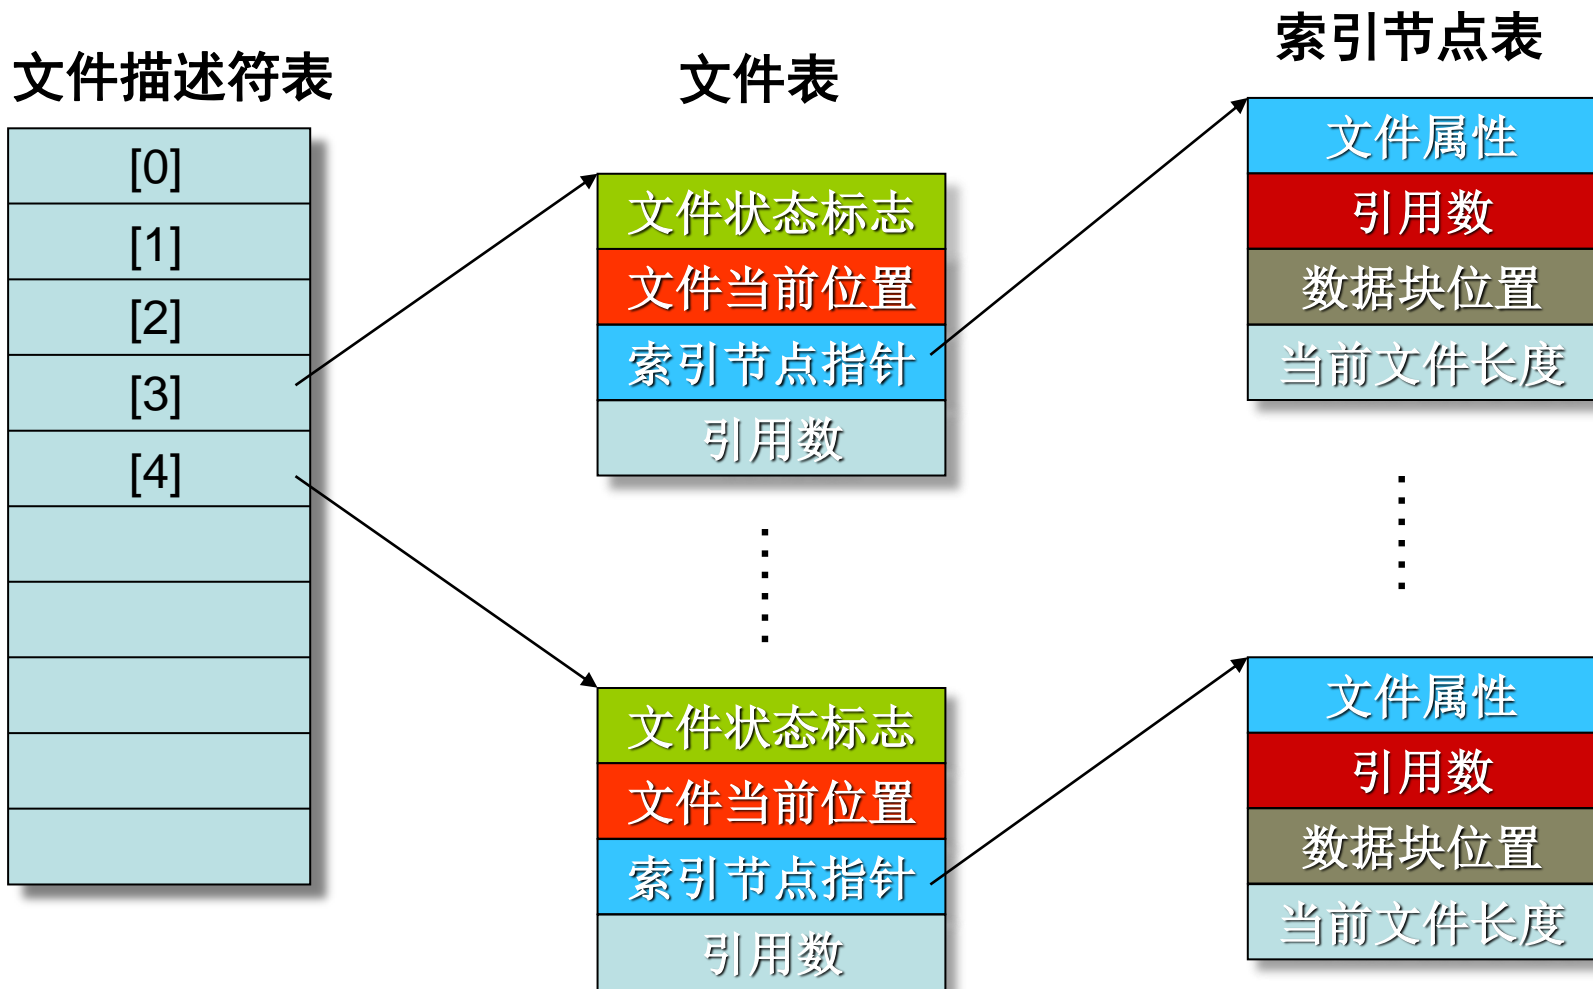 文件描述符表
[0]
[1]
[2]
[3]
[4]
文件表
文件状态标志
文件当前位置
索引节点指针
引用数
文件状态标志
文件当前位置
索引节点指针
引用数
索引节点表
文件属性
引用数
数据块位置
当前文件长度
文件属性
引用数
数据块位置
当前文件长度